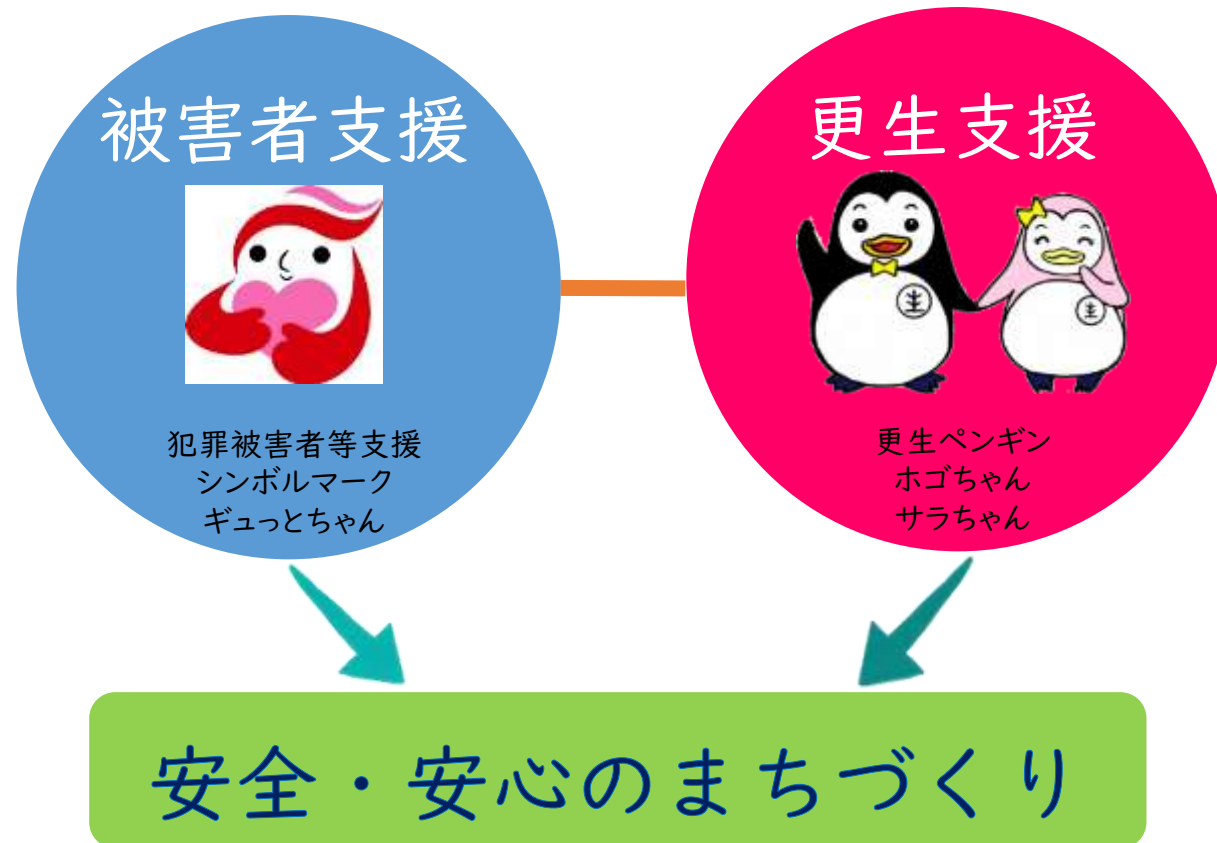 被害者支援
犯罪被害者等支援
シンボルマーク
ギュっとちゃん
更生支援
更生ペンギン
ホゴちゃん
サラちゃん
安全・安心のまちづくり